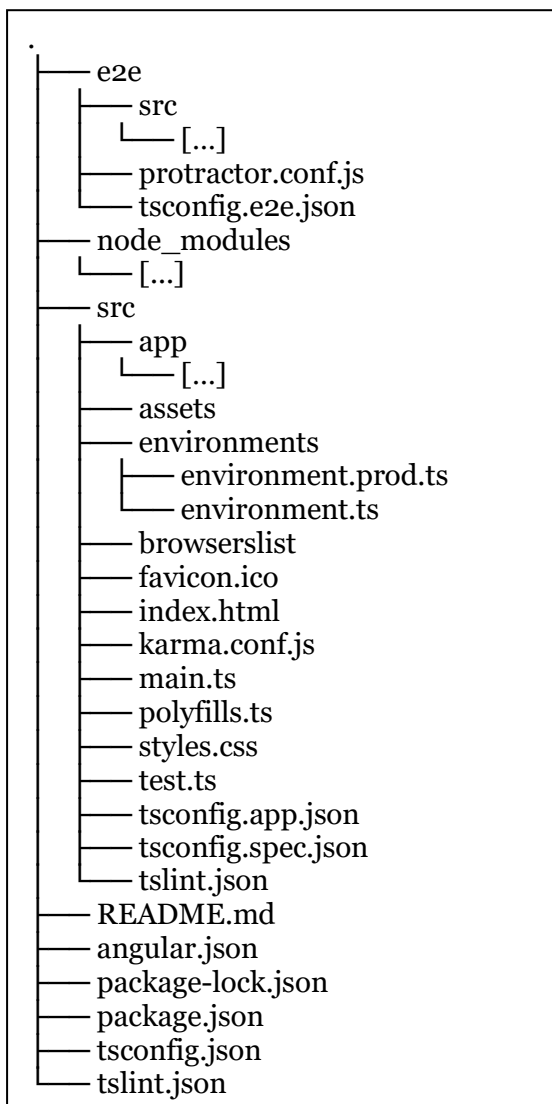 .
├── e2e
│   ├── src
│   │   └── [...]
│   ├── protractor.conf.js
│   └── tsconfig.e2e.json
├── node_modules
│   └── [...]
├── src
│   ├── app
│   │   └── [...]
│   ├── assets
│   ├── environments
│   │   ├── environment.prod.ts
│   │   └── environment.ts
│   ├── browserslist
│   ├── favicon.ico
│   ├── index.html
│   ├── karma.conf.js
│   ├── main.ts
│   ├── polyfills.ts
│   ├── styles.css
│   ├── test.ts
│   ├── tsconfig.app.json
│   ├── tsconfig.spec.json
│   └── tslint.json
├── README.md
├── angular.json
├── package-lock.json
├── package.json
├── tsconfig.json
└── tslint.json